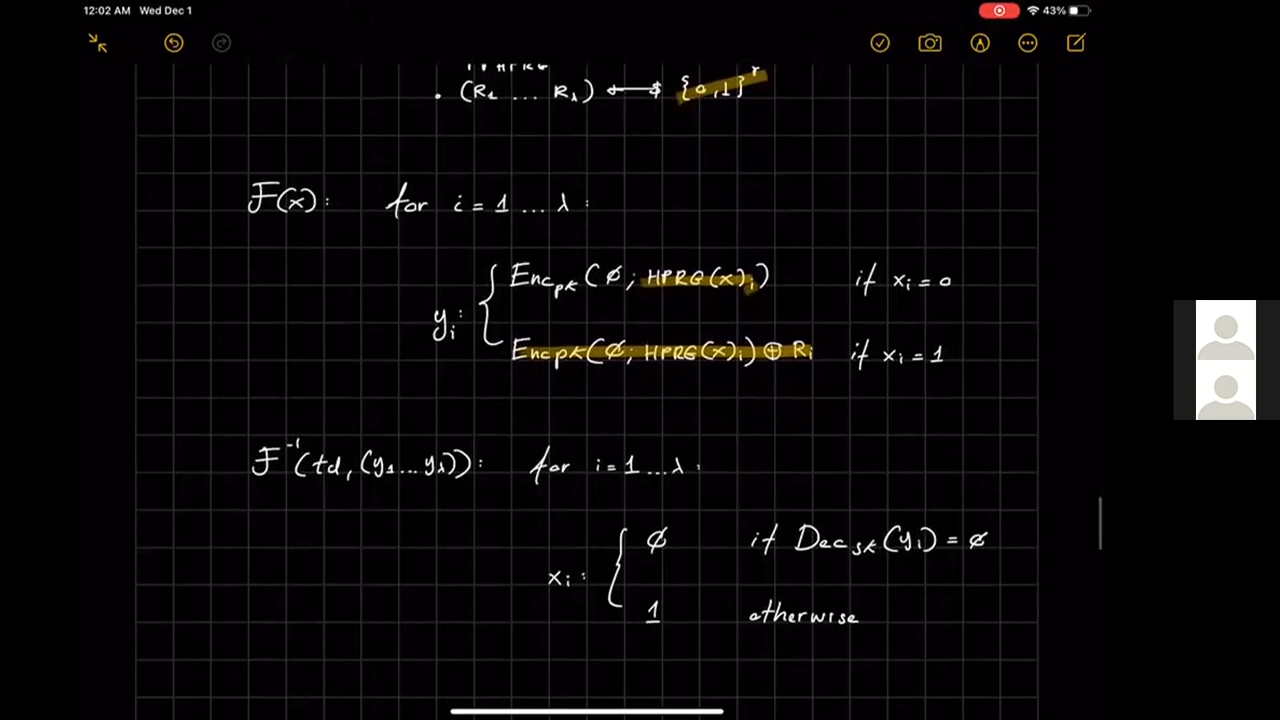 12:02 AM Wed Dec 1 43%
. (R₁ ... R_λ) ⟵$ {0,1}^r
F(x): for i = 1 ... λ :
Enc_pk(∅; HPRG(x)_i) if x_i = 0
y_i:
Enc_pk(∅; HPRG(x)_i) ⊕ R_i if x_i = 1
F⁻¹(td, (y₁...y_λ)): for i = 1 ... λ :
∅ if Dec_sk(y_i) = ∅
x_i:
1 otherwise